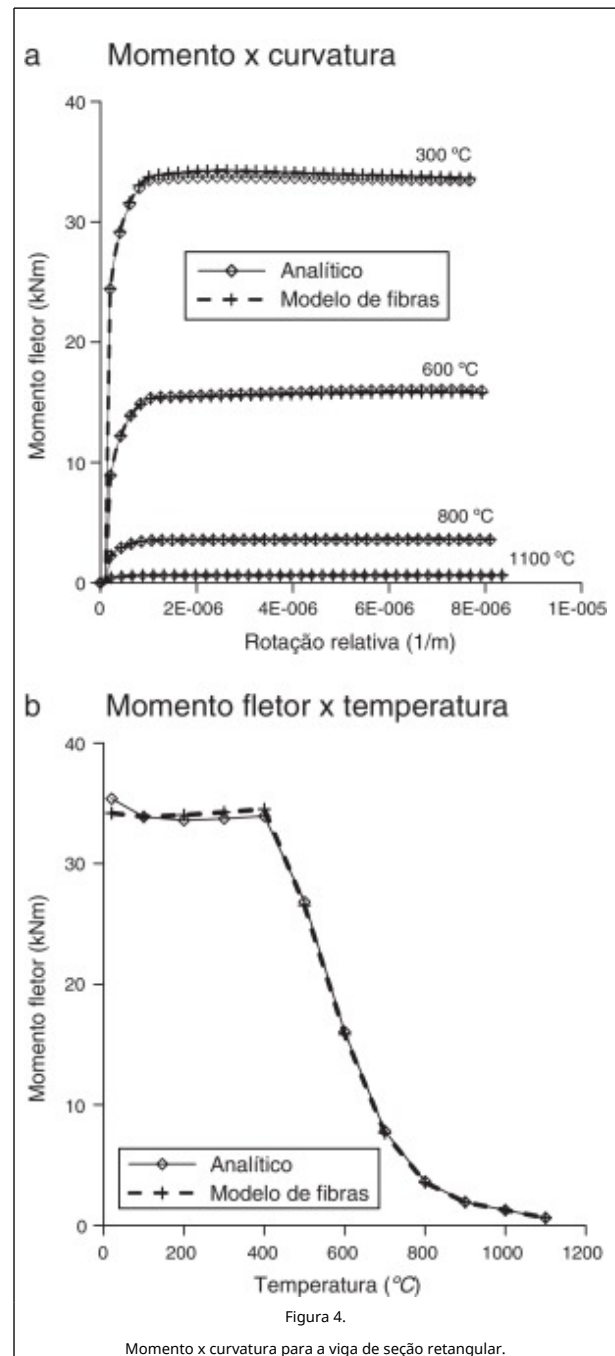 a Momento x curvatura
40
300 ºC
30
Analítico
Modelo de fibras
Momento fletor (kNm)
20
600 ºC
10
800 ºC
1100 ºC
0
0 2E-006 4E-006 6E-006 8E-006 1E-005
Rotação relativa (1/m)
b Momento fletor x temperatura
40
30
Momento fletor (kNm)
20
10
Analítico
Modelo de fibras
0
0 200 400 600 800 1000 1200
Temperatura (°C)
Figura 4.
Momento x curvatura para a viga de seção retangular.